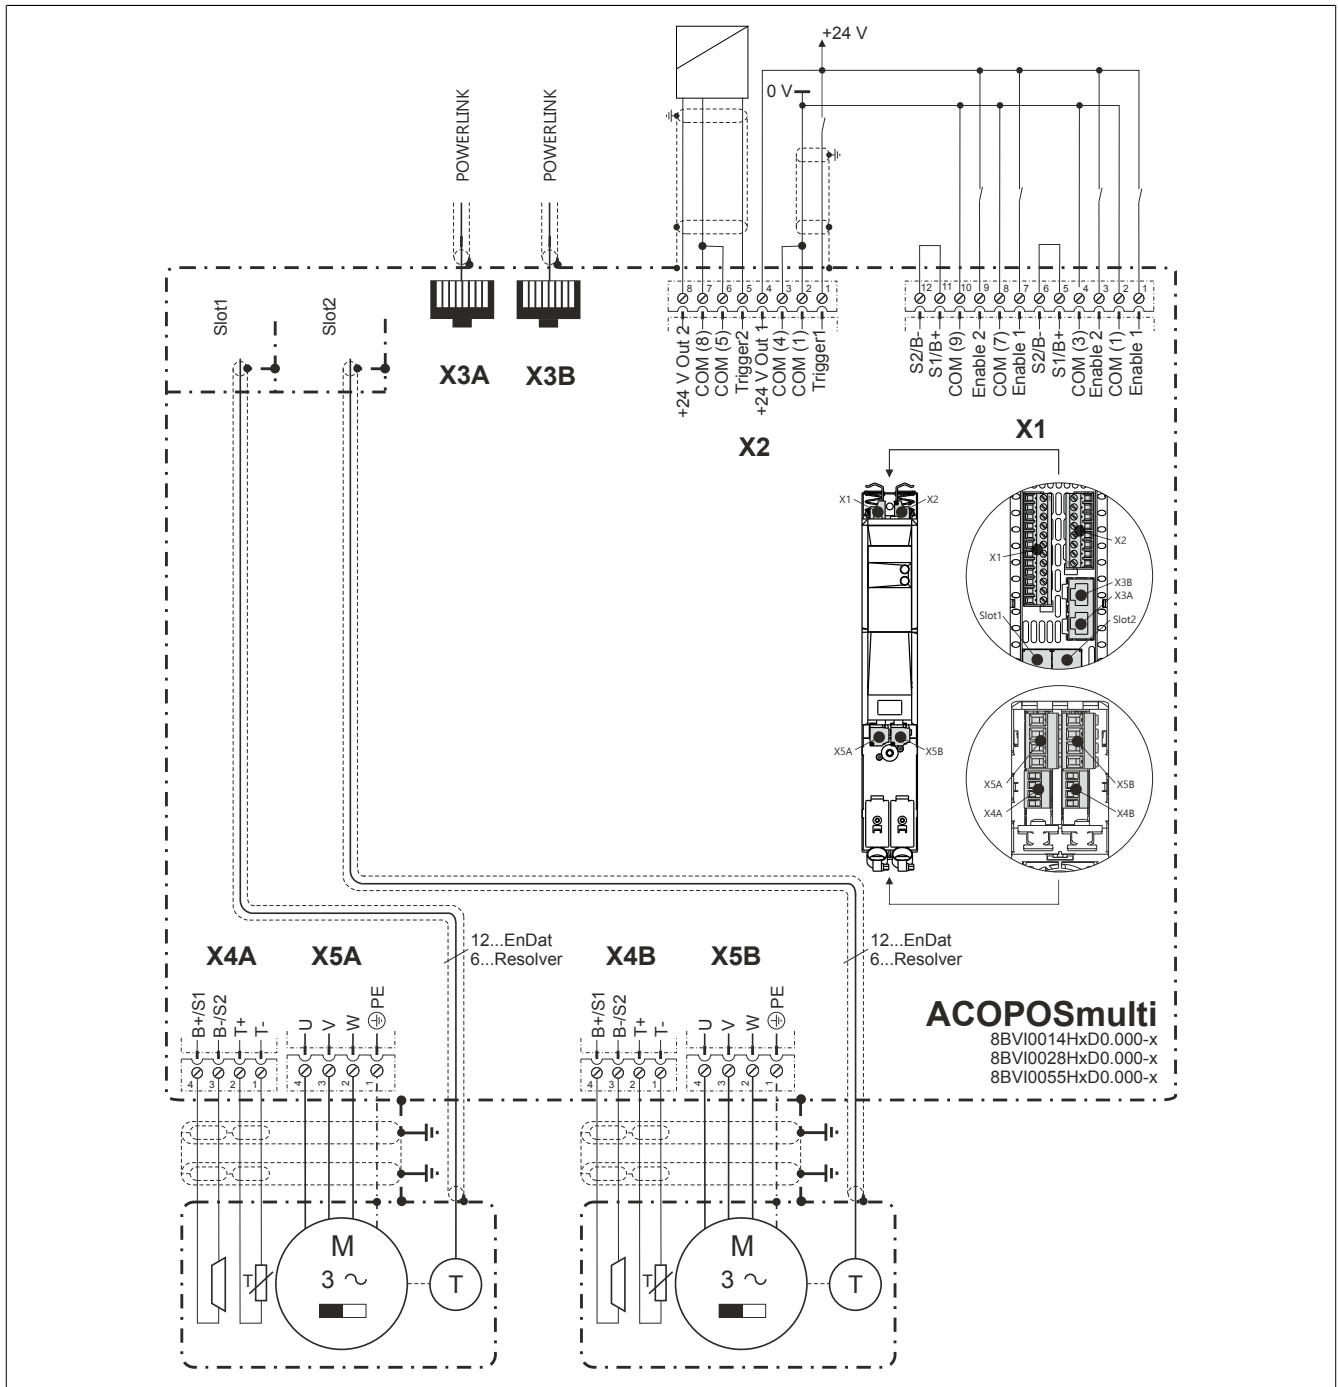 +24 V
0 V
POWERLINK
POWERLINK
Slot1
Slot2
8 7 6 5 4 3 2 1
12 11 10 9 8 7 6 5 4 3 2 1
+24 V Out 2
COM (8)
COM (5)
Trigger2
+24 V Out 1
COM (4)
COM (1)
Trigger1
S2/B-
S1/B+
COM (9)
Enable 2
COM (7)
Enable 1
S2/B-
S1/B+
COM (3)
Enable 2
COM (1)
Enable 1
X3A
X3B
X2
X1
X1
X2
X1
X2
X3B
X3A
Slot1
Slot2
X5A
X5B
X5A
X5B
X4A
X4B
12...EnDat
6...Resolver
12...EnDat
6...Resolver
X4A
X5A
X4B
X5B
B+/S1
B-/S2
T+
T-
U
V
W
PE
B+/S1
B-/S2
T+
T-
U
V
W
PE
4 3 2 1
4 3 2 1
4 3 2 1
4 3 2 1
ACOPOSmulti
8BVI0014HxD0.000-x
8BVI0028HxD0.000-x
8BVI0055HxD0.000-x
T
M
3 ~
T
T
M
3 ~
T